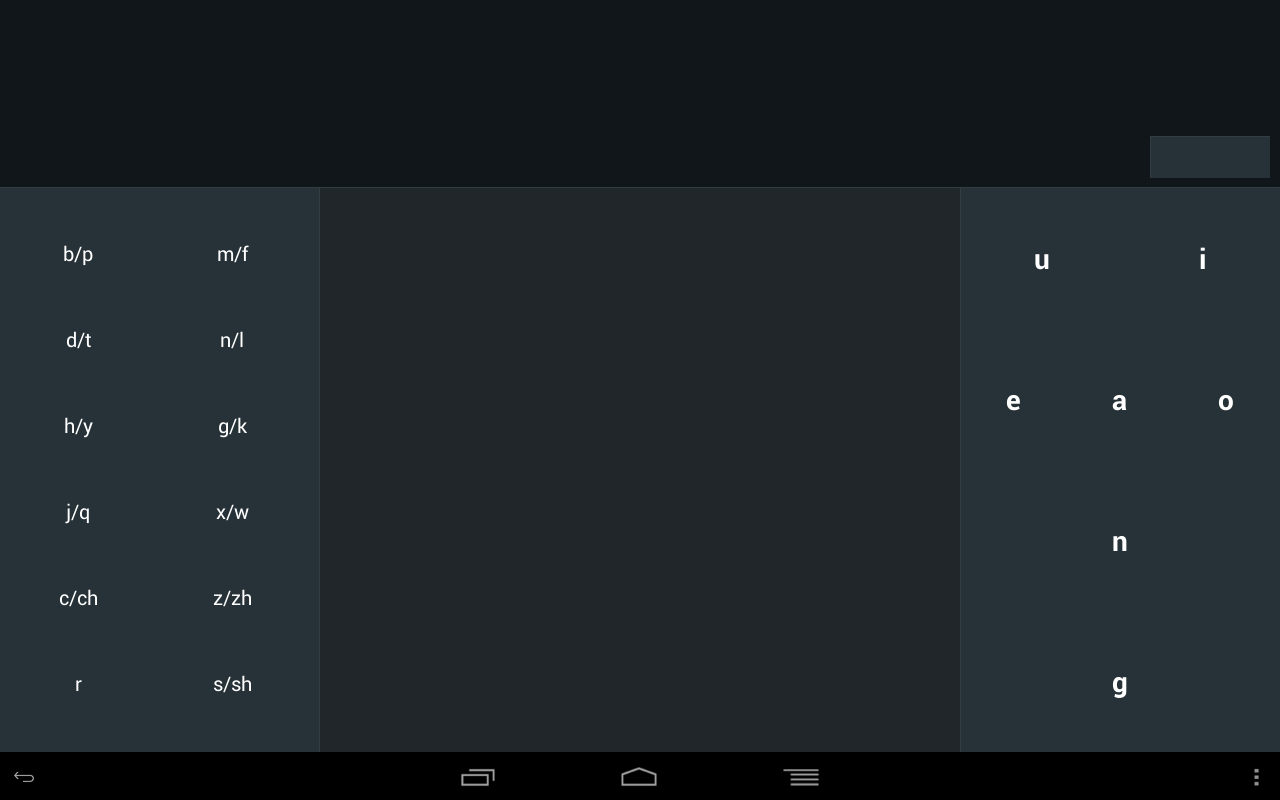 b/p m/f
d/t n/l
h/y g/k
j/q x/w
c/ch z/zh
r s/sh
u i
e a o
n
g